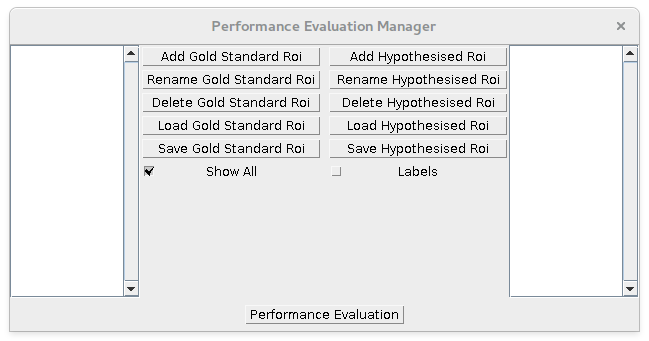 Performance Evaluation Manager ×
Add Gold Standard Roi Add Hypothesised Roi
Rename Gold Standard Roi Rename Hypothesised Roi
Delete Gold Standard Roi Delete Hypothesised Roi
Load Gold Standard Roi Load Hypothesised Roi
Save Gold Standard Roi Save Hypothesised Roi
Show All Labels
Performance Evaluation